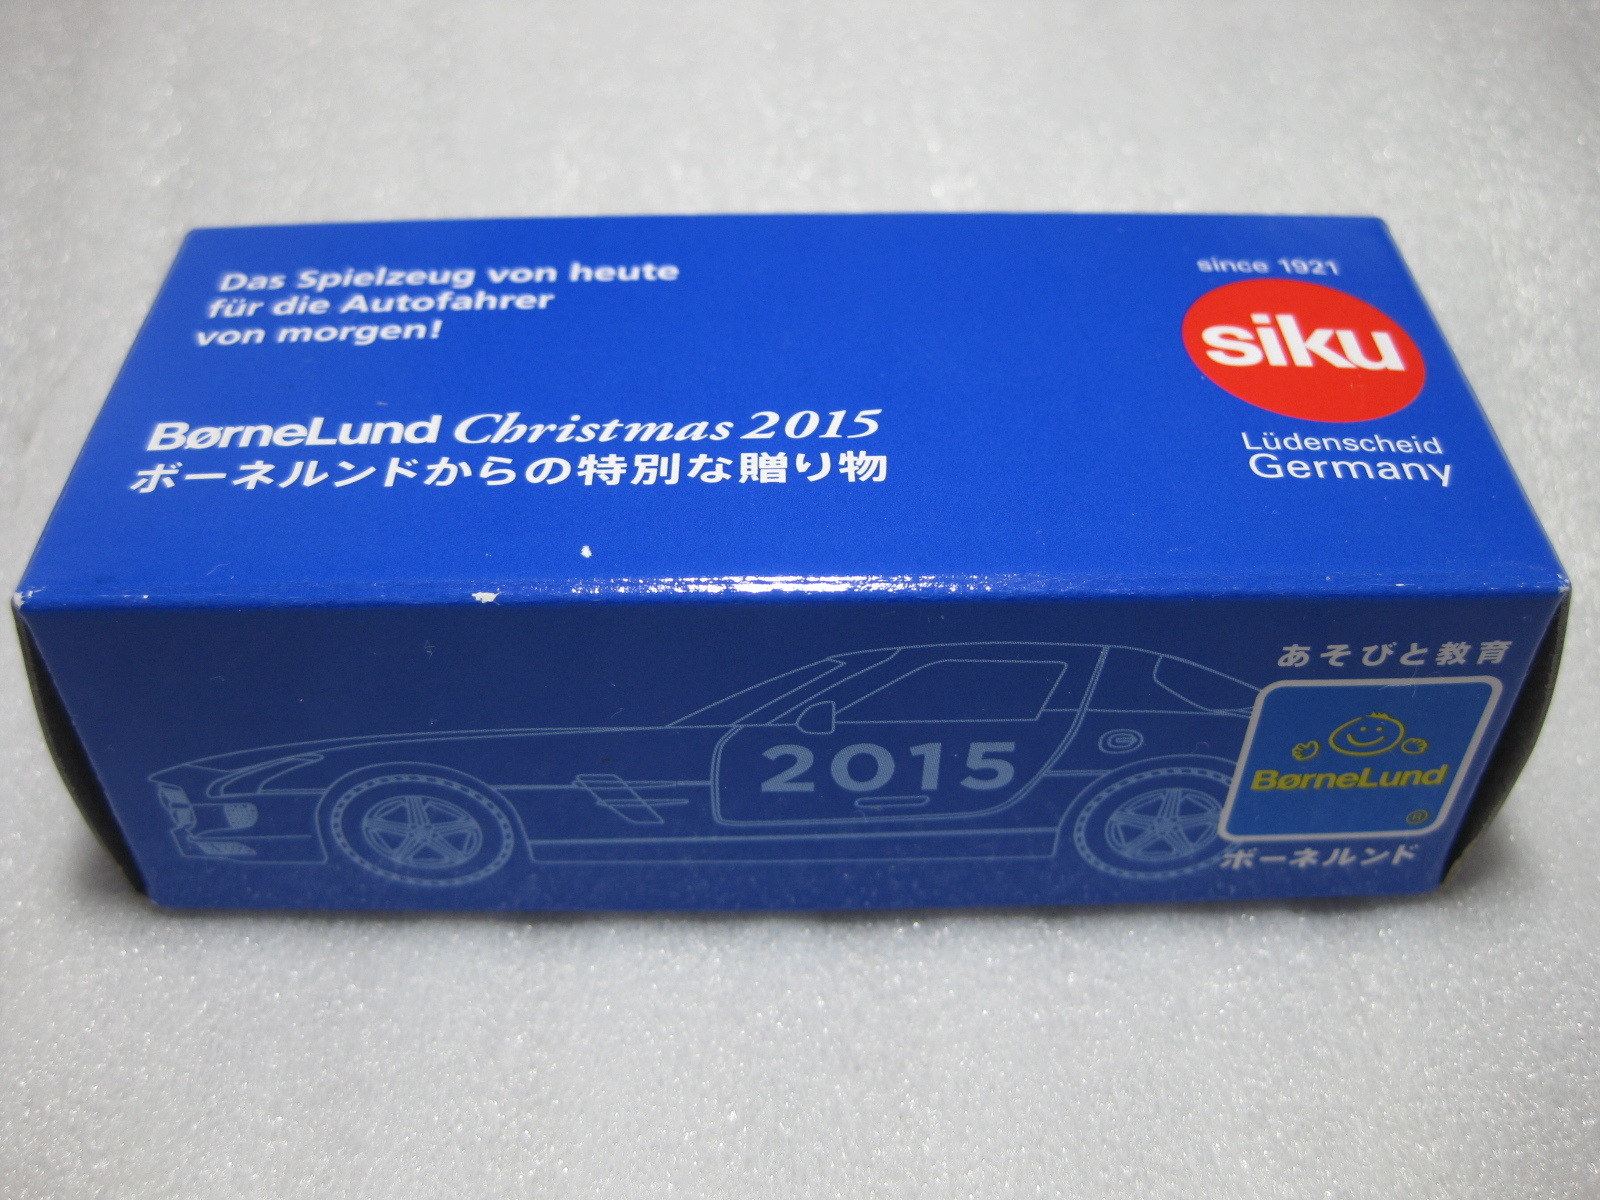 Das Spielzeug von heute
für die Autofahrer
von morgen!
BørneLund Christmas 2015
ボーネルンドからの特別な贈り物
since 1921
siku
Lüdenscheid
Germany
2015
あそびと教育
BørneLund
®
ボーネルンド